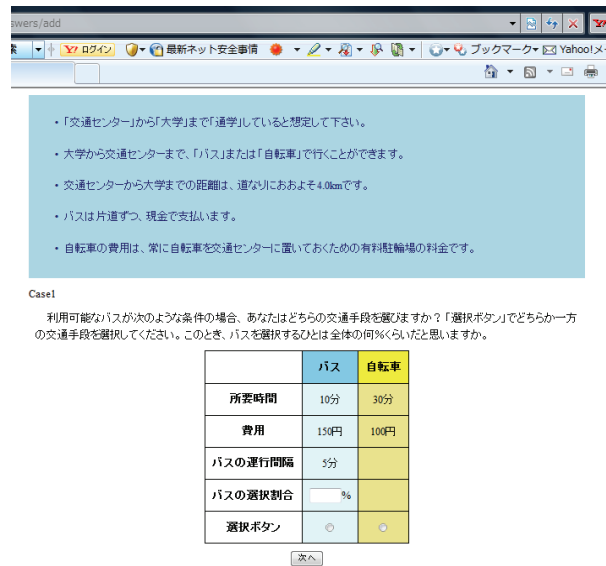 swers/add
索 Y! ログイン 最新ネット安全事情 ブックマーク Yahoo!メ
・「交通センター」から「大学」まで「通学」していると想定して下さい。
・大学から交通センターまで、「バス」または「自転車」で行くことができます。
・交通センターから大学までの距離は、道なりにおおよそ4.0kmです。
・バスは片道ずつ、現金で支払います。
・自転車の費用は、常に自転車を交通センターに置いておくための有料駐輪場の料金です。
Case1
利用可能なバスが次のような条件の場合、あなたはどちらの交通手段を選びますか？「選択ボタン」でどちらか一方
の交通手段を選択してください。このとき、バスを選択するひとは全体の何%くらいだと思いますか。
バス 自転車
所要時間 10分 30分
費用 150円 100円
バスの運行間隔 5分
バスの選択割合 %
選択ボタン
次へ